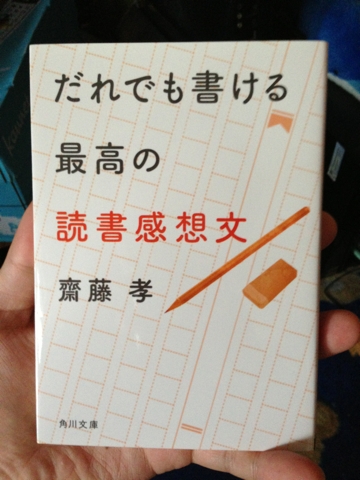 だれでも書ける
最高の
読書感想文
齋藤 孝
角川文庫